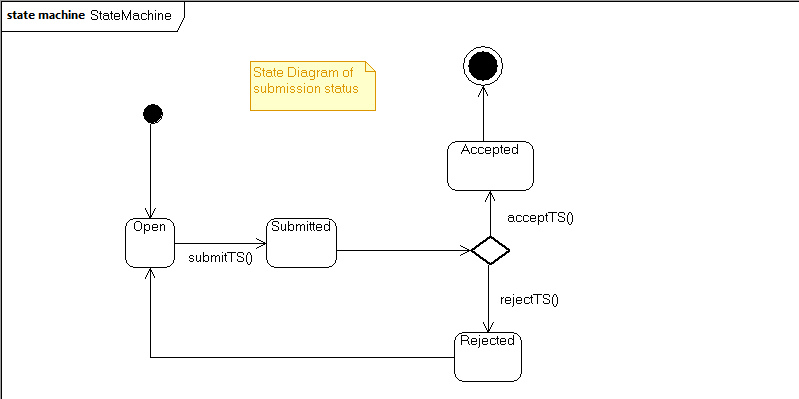 state machine StateMachine
State Diagram of
submission status
Accepted
acceptTS()
Open
Submitted
submitTS()
rejectTS()
Rejected